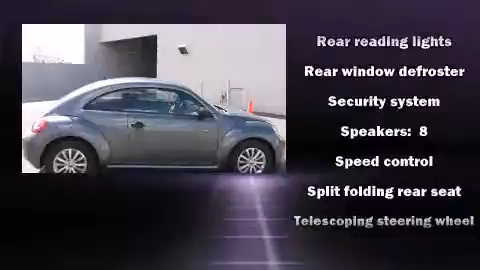 Rear reading lights
Rear window defroster
Security system
Speakers: 8
Speed control
Split folding rear seat
Telescoping steering wheel